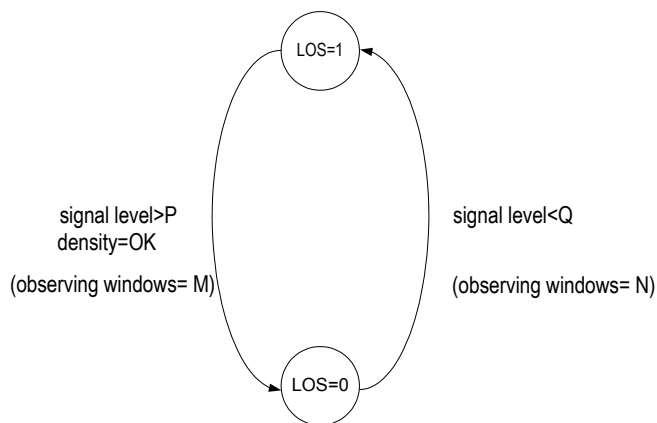 LOS=1
signal level>P
density=OK
(observing windows= M)
signal level<Q
(observing windows= N)
LOS=0